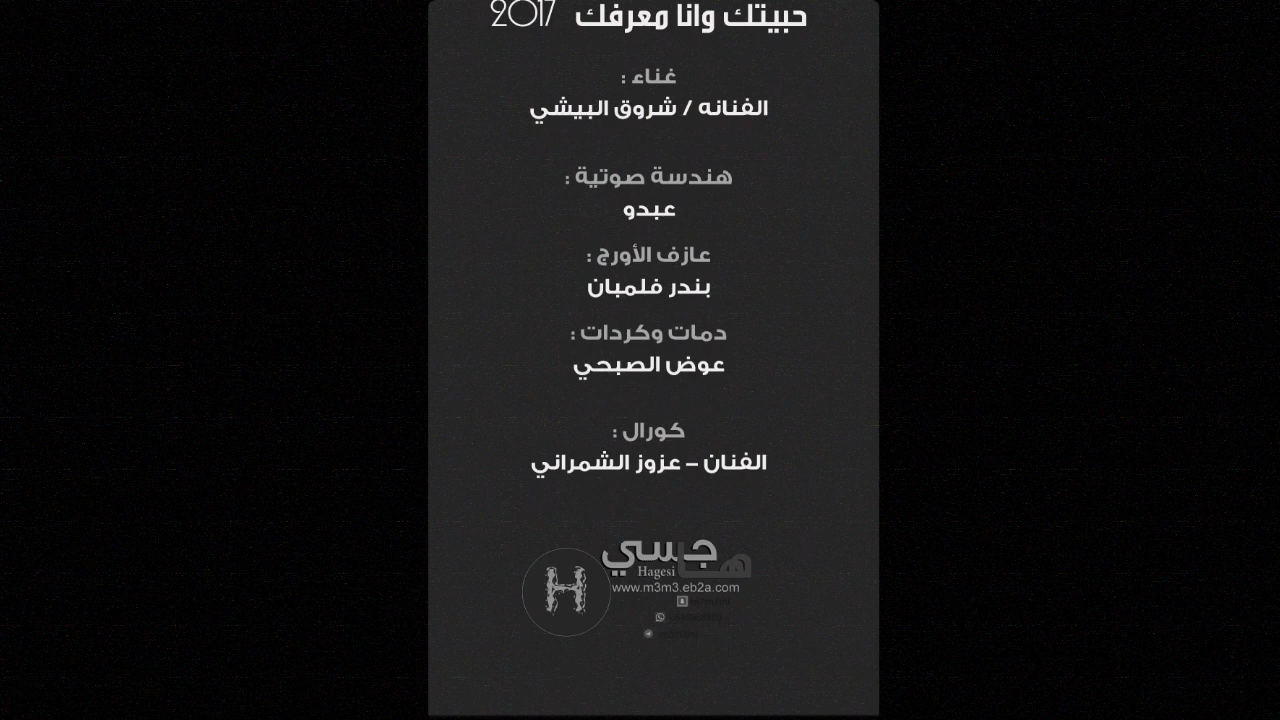 حبيتك وانا معرفك 2017
غناء :
الفنانه / شروق البيشي
هندسة صوتية :
عبدو
عازف الأورج :
بندر فلمبان
دمات وكردات :
عوض الصبحي
كورال :
الفنان – عزوز الشمراني
هاجسي
Hagesi
www.m3m3.eb2a.com
H